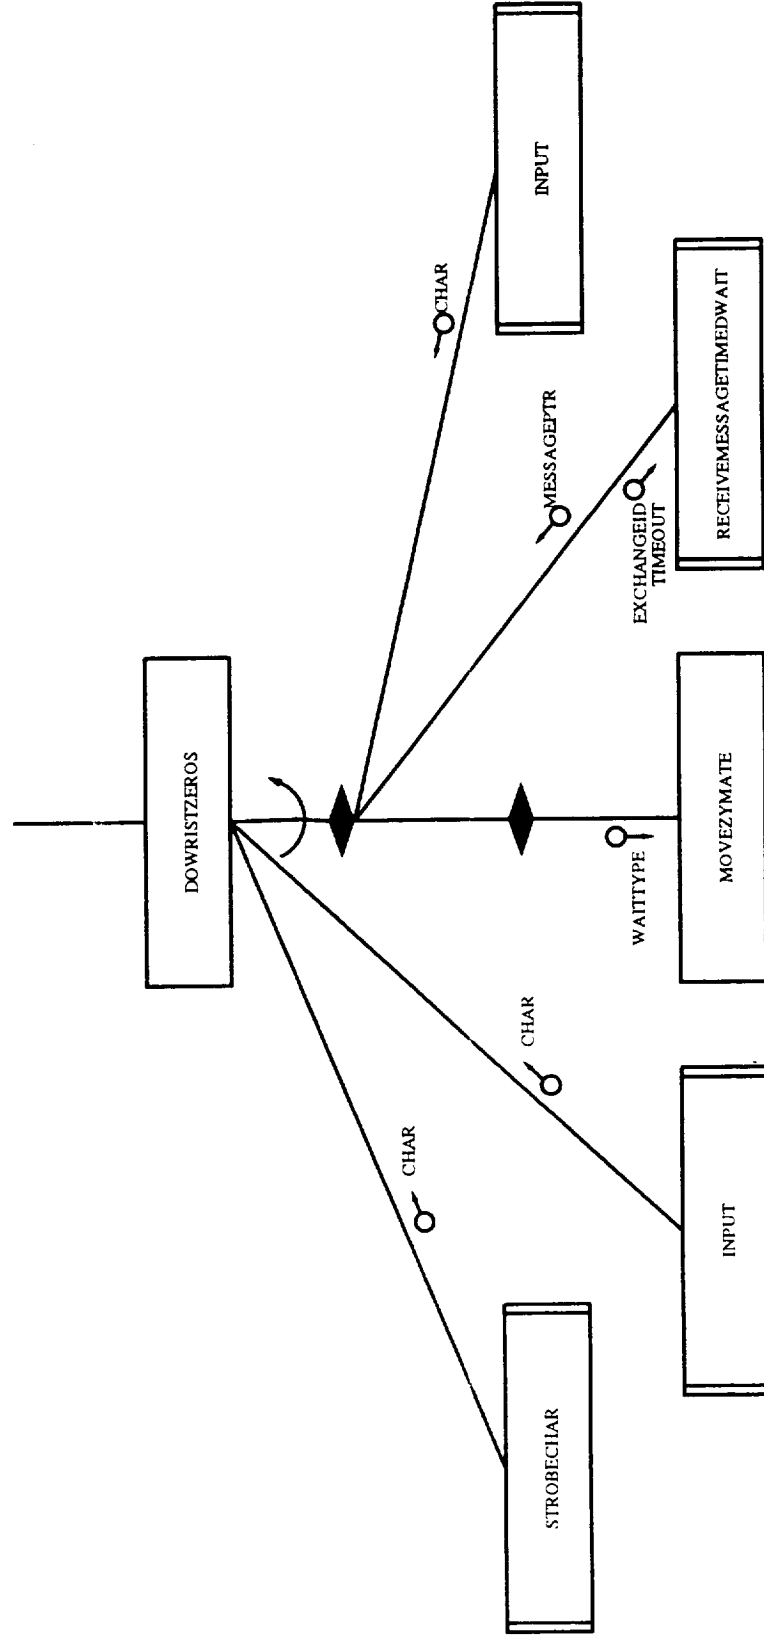 DOWRISTZEROS
CHAR
CHAR
WAITTYPE
MESSAGEPTR
EXCHANGEID
TIMEOUT
CHAR
STROBECHAR
INPUT
MOVEZYMATE
RECEIVEMESSAGETIMEDWAIT
INPUT